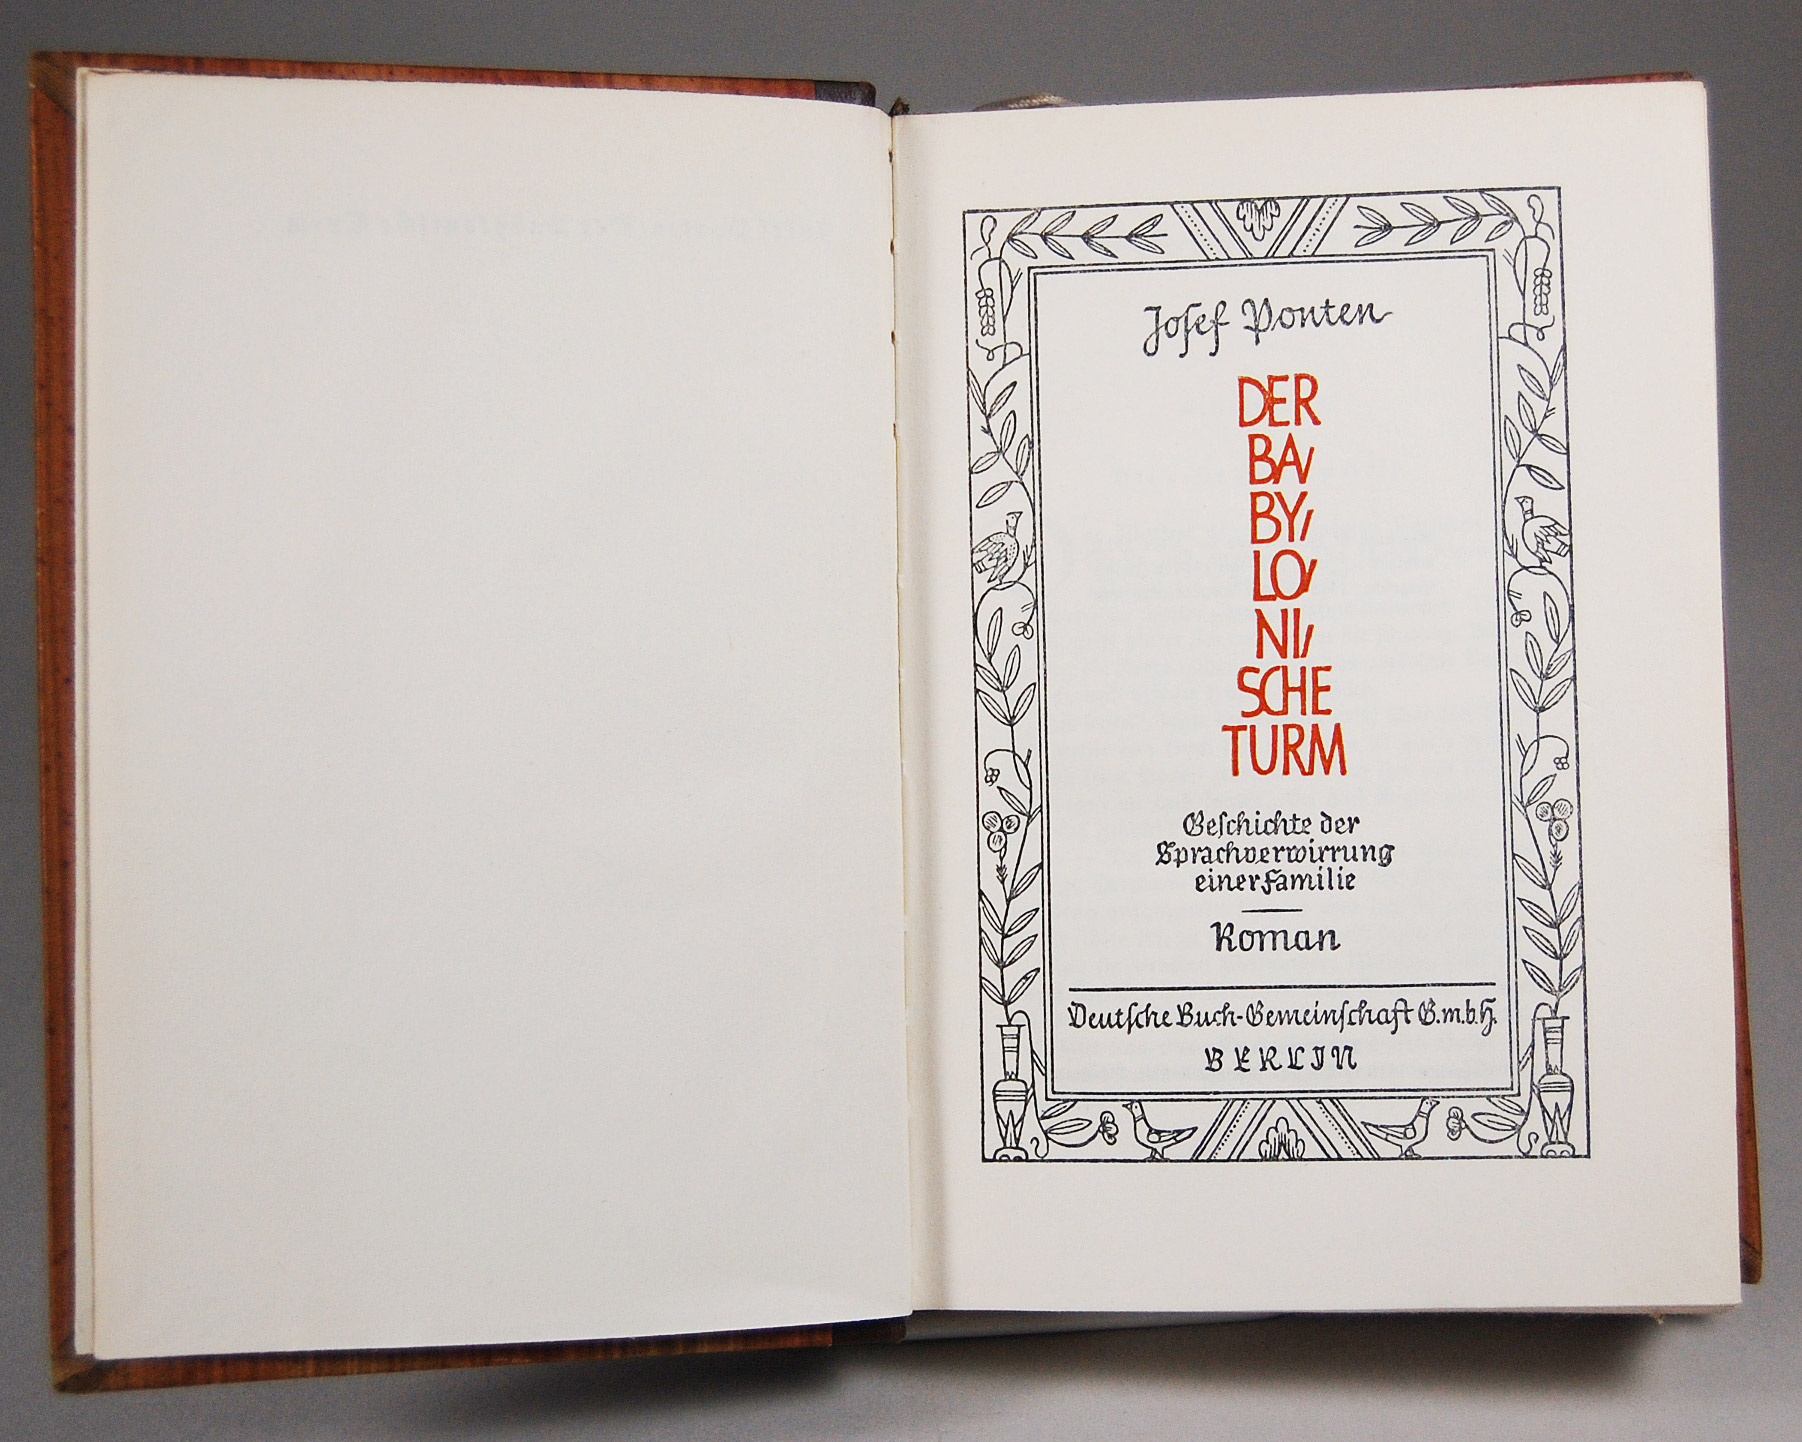 Joſef Ponten
DER
BA/
BY/
LO/
NI/
SCHE
TURM
Geſchichte der
Sprachverwirrung
einer Familie
Roman
Deutſche Buch-Gemeinſchaft G.m.b.H.
BERLIN